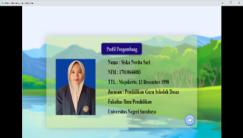 Profil Pengembang
Nama : Siska Novita Sari
NIM : 17010644081
TTL : Mojokerto, 12 Desember 1998
Jurusan : Pendidikan Guru Sekolah Dasar
Fakultas Ilmu Pendidikan
Universitas Negeri Surabaya